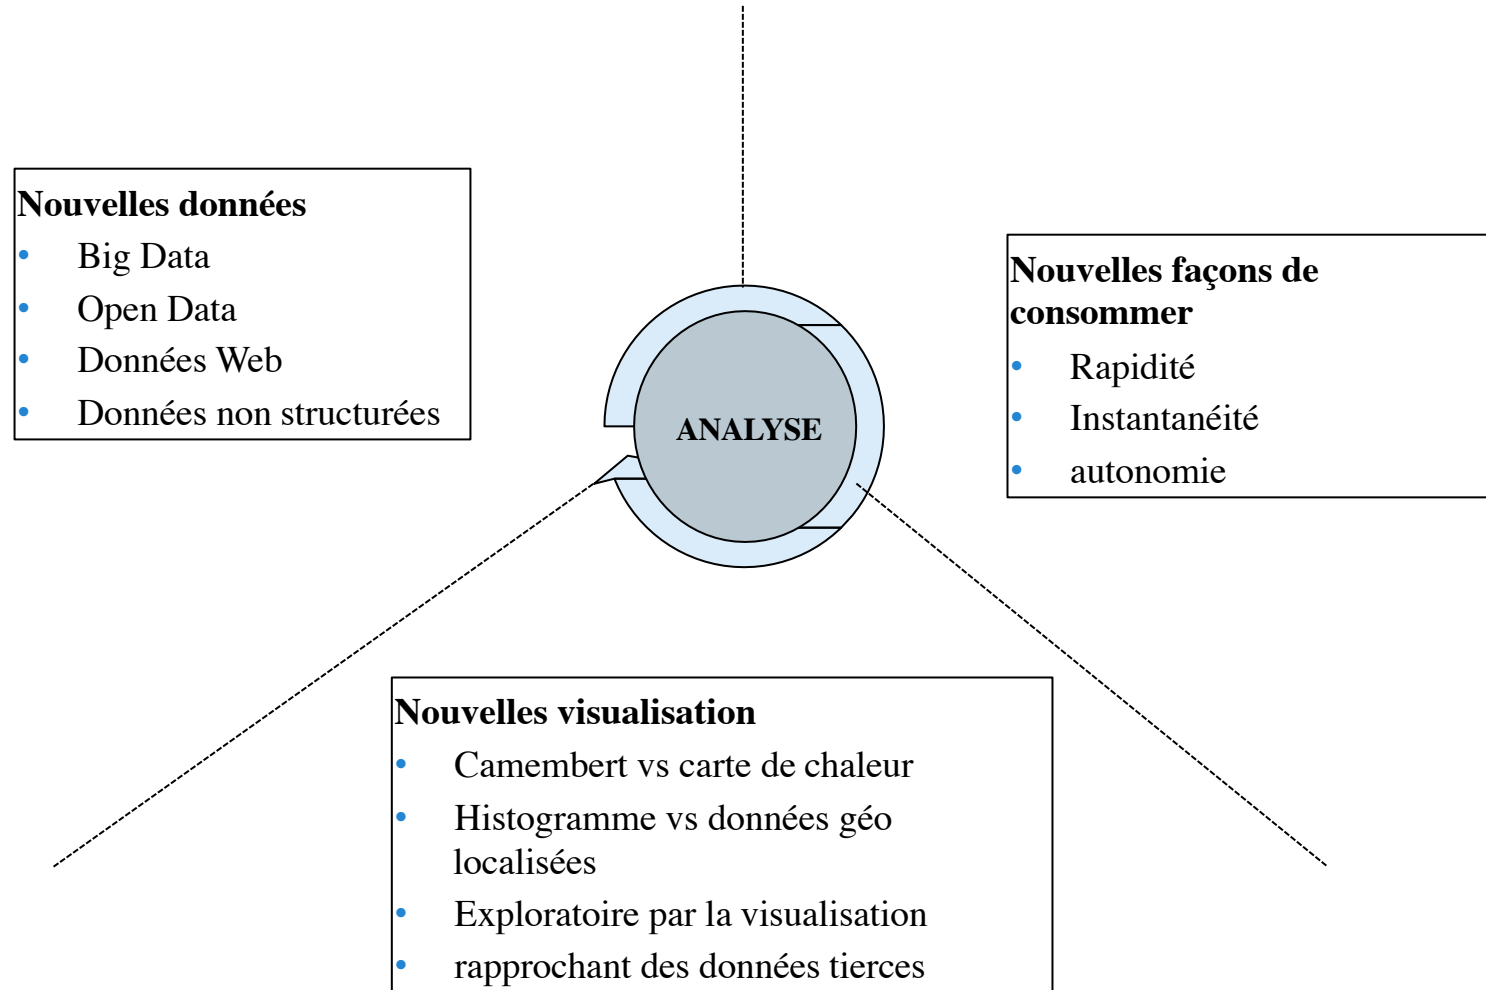 Nouvelles données
• Big Data
• Open Data
• Données Web
• Données non structurées
Nouvelles façons de
consommer
• Rapidité
• Instantanéité
• autonomie
ANALYSE
Nouvelles visualisation
• Camembert vs carte de chaleur
• Histogramme vs données géo
localisées
• Exploratoire par la visualisation
• rapprochant des données tierces